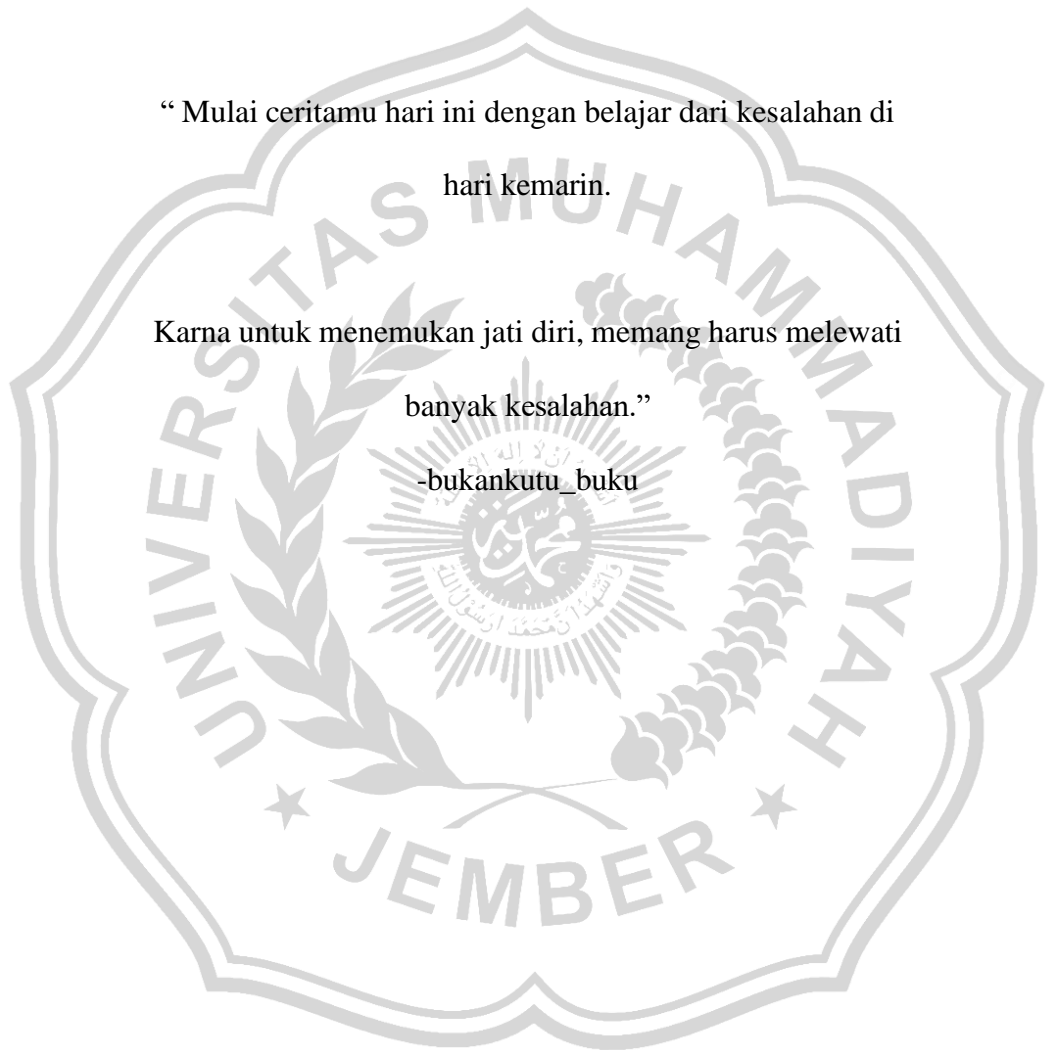 “ Mulai ceritamu hari ini dengan belajar dari kesalahan di
hari kemarin.
Karna untuk menemukan jati diri, memang harus melewati
banyak kesalahan.”
-bukankutu_buku
UNIVERSITAS MUHAMMADIYAH
JEMBER